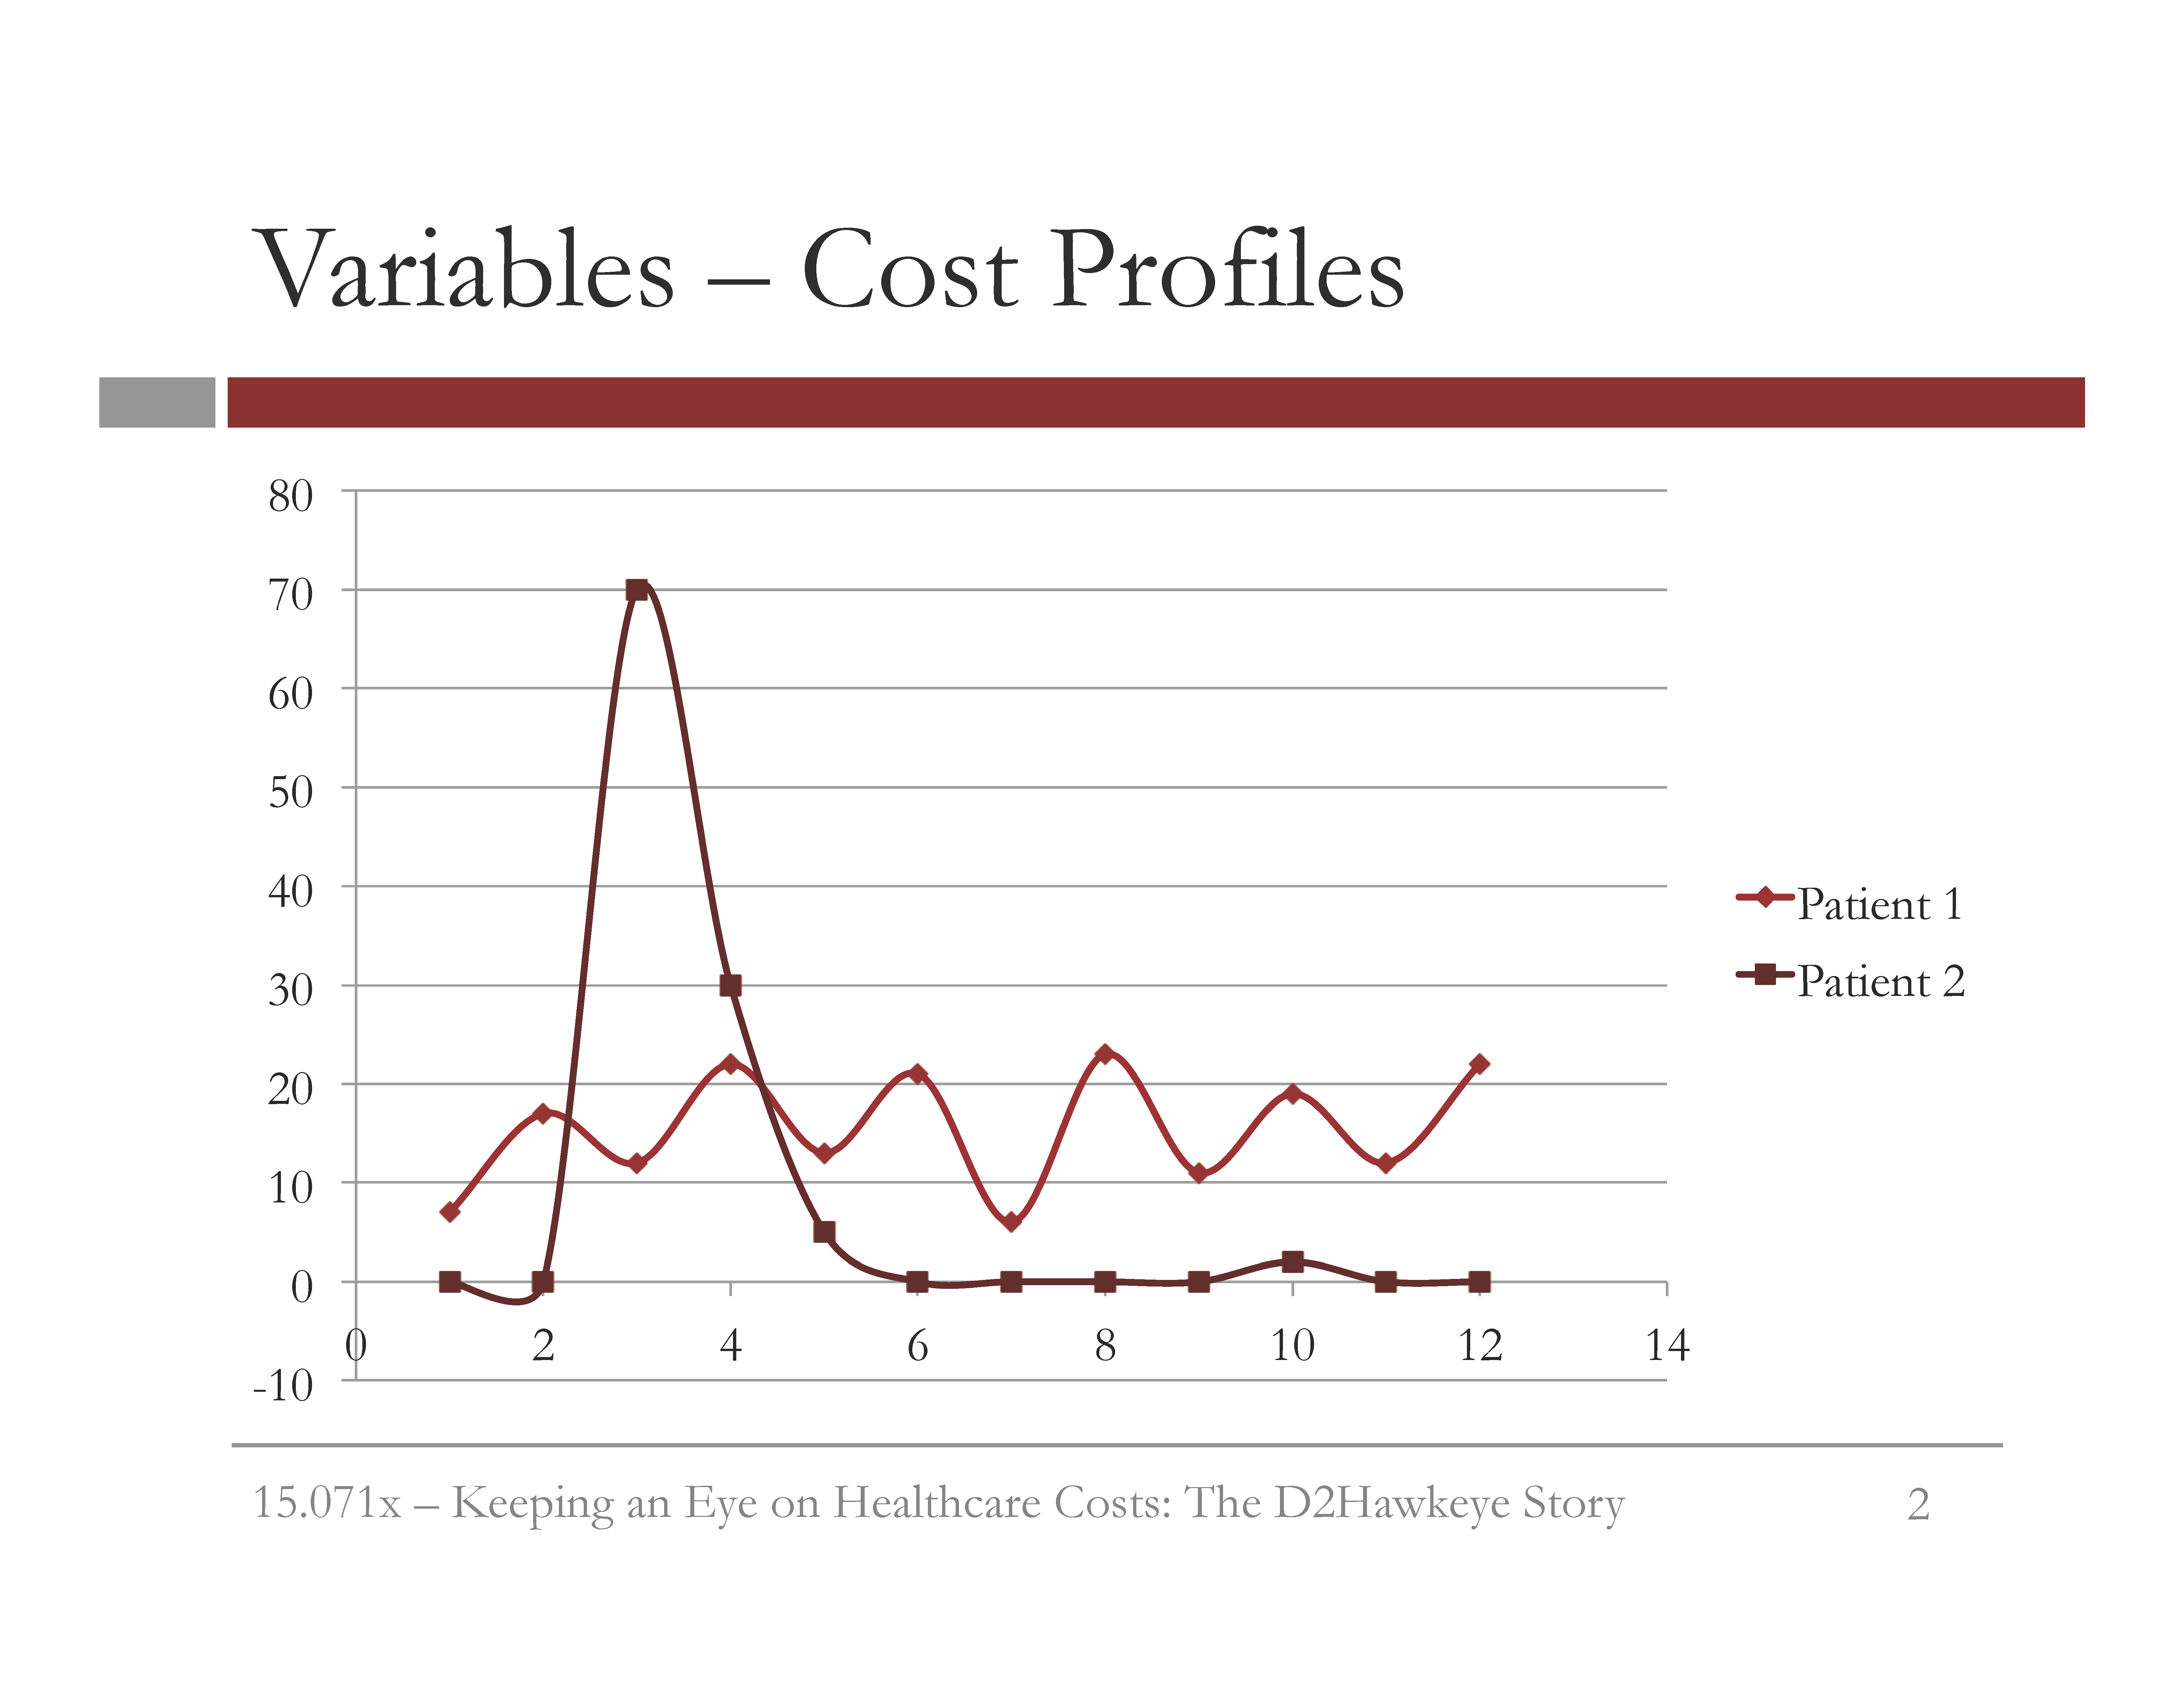 Variables – Cost Profiles
80
70
60
50
40
30
20
10
0
-10
0 2 4 6 8 10 12 14
Patient 1
Patient 2
15.071x – Keeping an Eye on Healthcare Costs: The D2Hawkeye Story 2